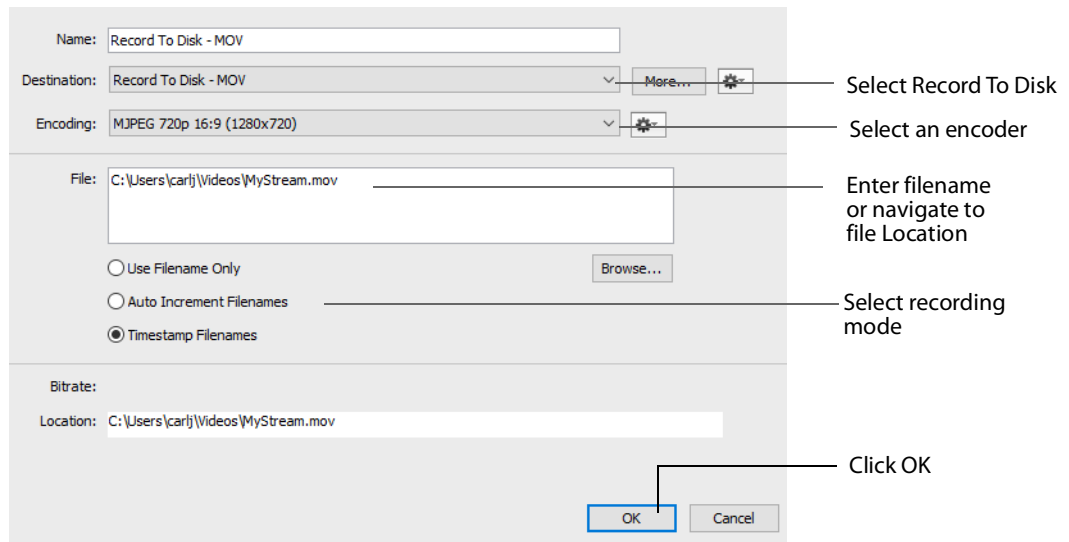 Name: Record To Disk - MOV
Destination: Record To Disk - MOV More...
Select Record To Disk
Encoding: MJPEG 720p 16:9 (1280x720)
Select an encoder
File: C:\Users\carlj\Videos\MyStream.mov
Enter filename
or navigate to
file Location
Use Filename Only Browse...
Auto Increment Filenames
Select recording
mode
Timestamp Filenames
Bitrate:
Location: C:\Users\carlj\Videos\MyStream.mov
Click OK
OK Cancel